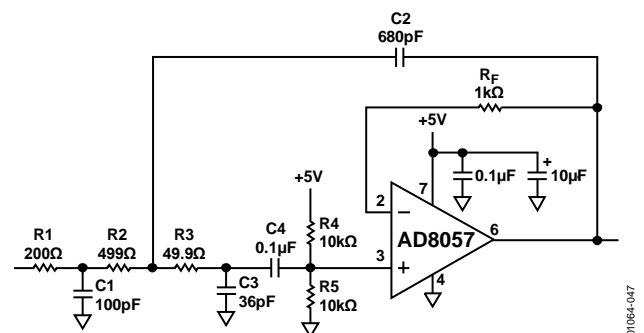 C2
680pF
RF
1kΩ
+5V
+
0.1µF
10µF
7
+5V
2
–
AD8057
6
R4
10kΩ
C4
0.1µF
3
+
4
R1
200Ω
R2
499Ω
R3
49.9Ω
R5
10kΩ
C1
100pF
C3
36pF
01064-047